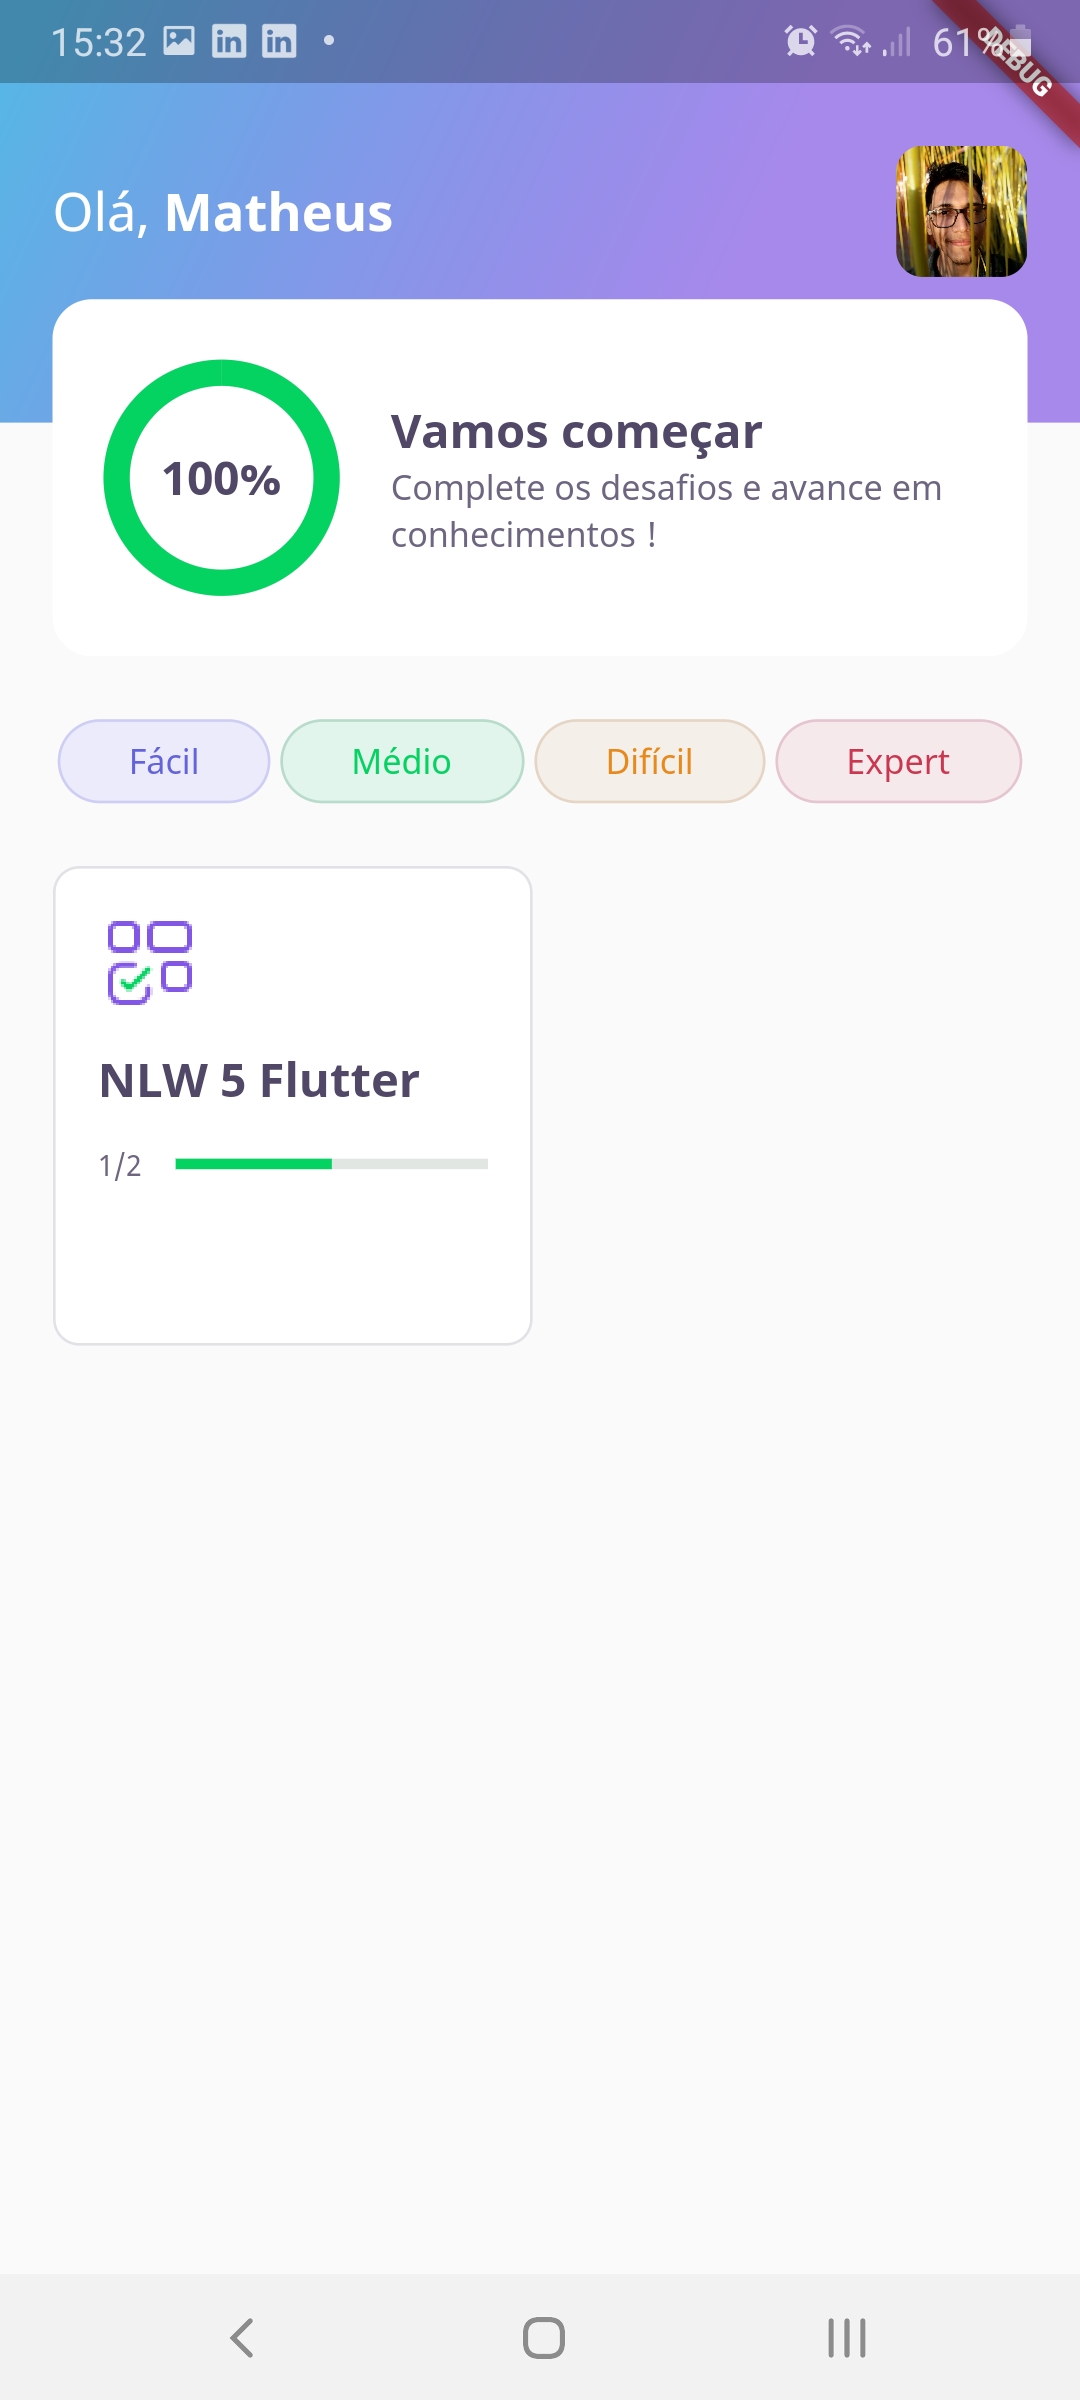 15:32
61%
DEBUG
Olá, Matheus
100%
Vamos começar
Complete os desafios e avance em
conhecimentos !
Fácil Médio Difícil Expert
NLW 5 Flutter
1/2